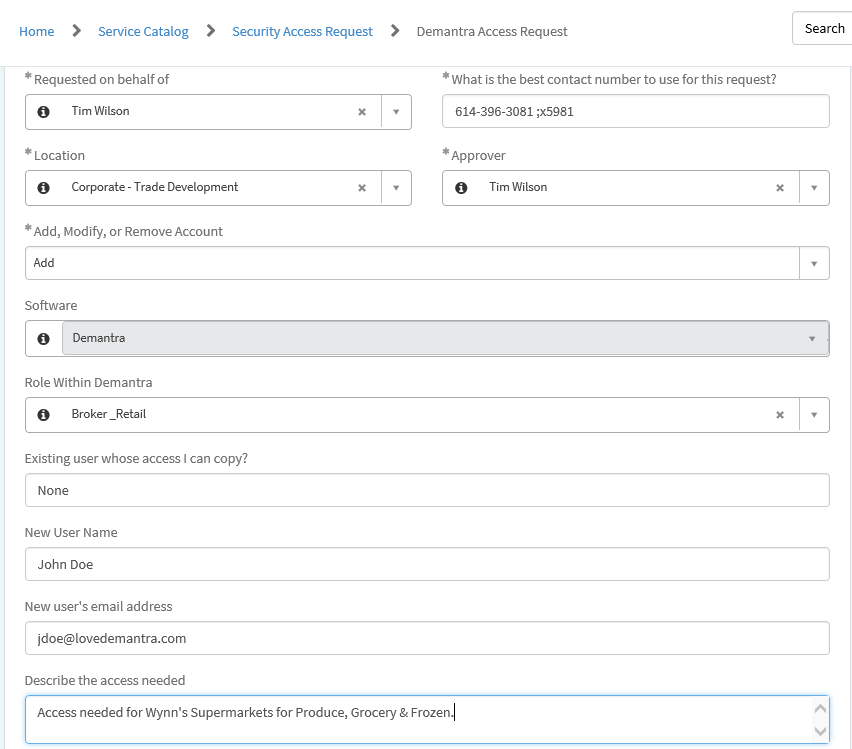 Home > Service Catalog > Security Access Request > Demantra Access Request
Search
*Requested on behalf of
Tim Wilson
*What is the best contact number to use for this request?
614-396-3081 ;x5981
*Location
Corporate - Trade Development
*Approver
Tim Wilson
*Add, Modify, or Remove Account
Add
Software
Demantra
Role Within Demantra
Broker _Retail
Existing user whose access I can copy?
None
New User Name
John Doe
New user's email address
jdoe@lovedemantra.com
Describe the access needed
Access needed for Wynn's Supermarkets for Produce, Grocery & Frozen.